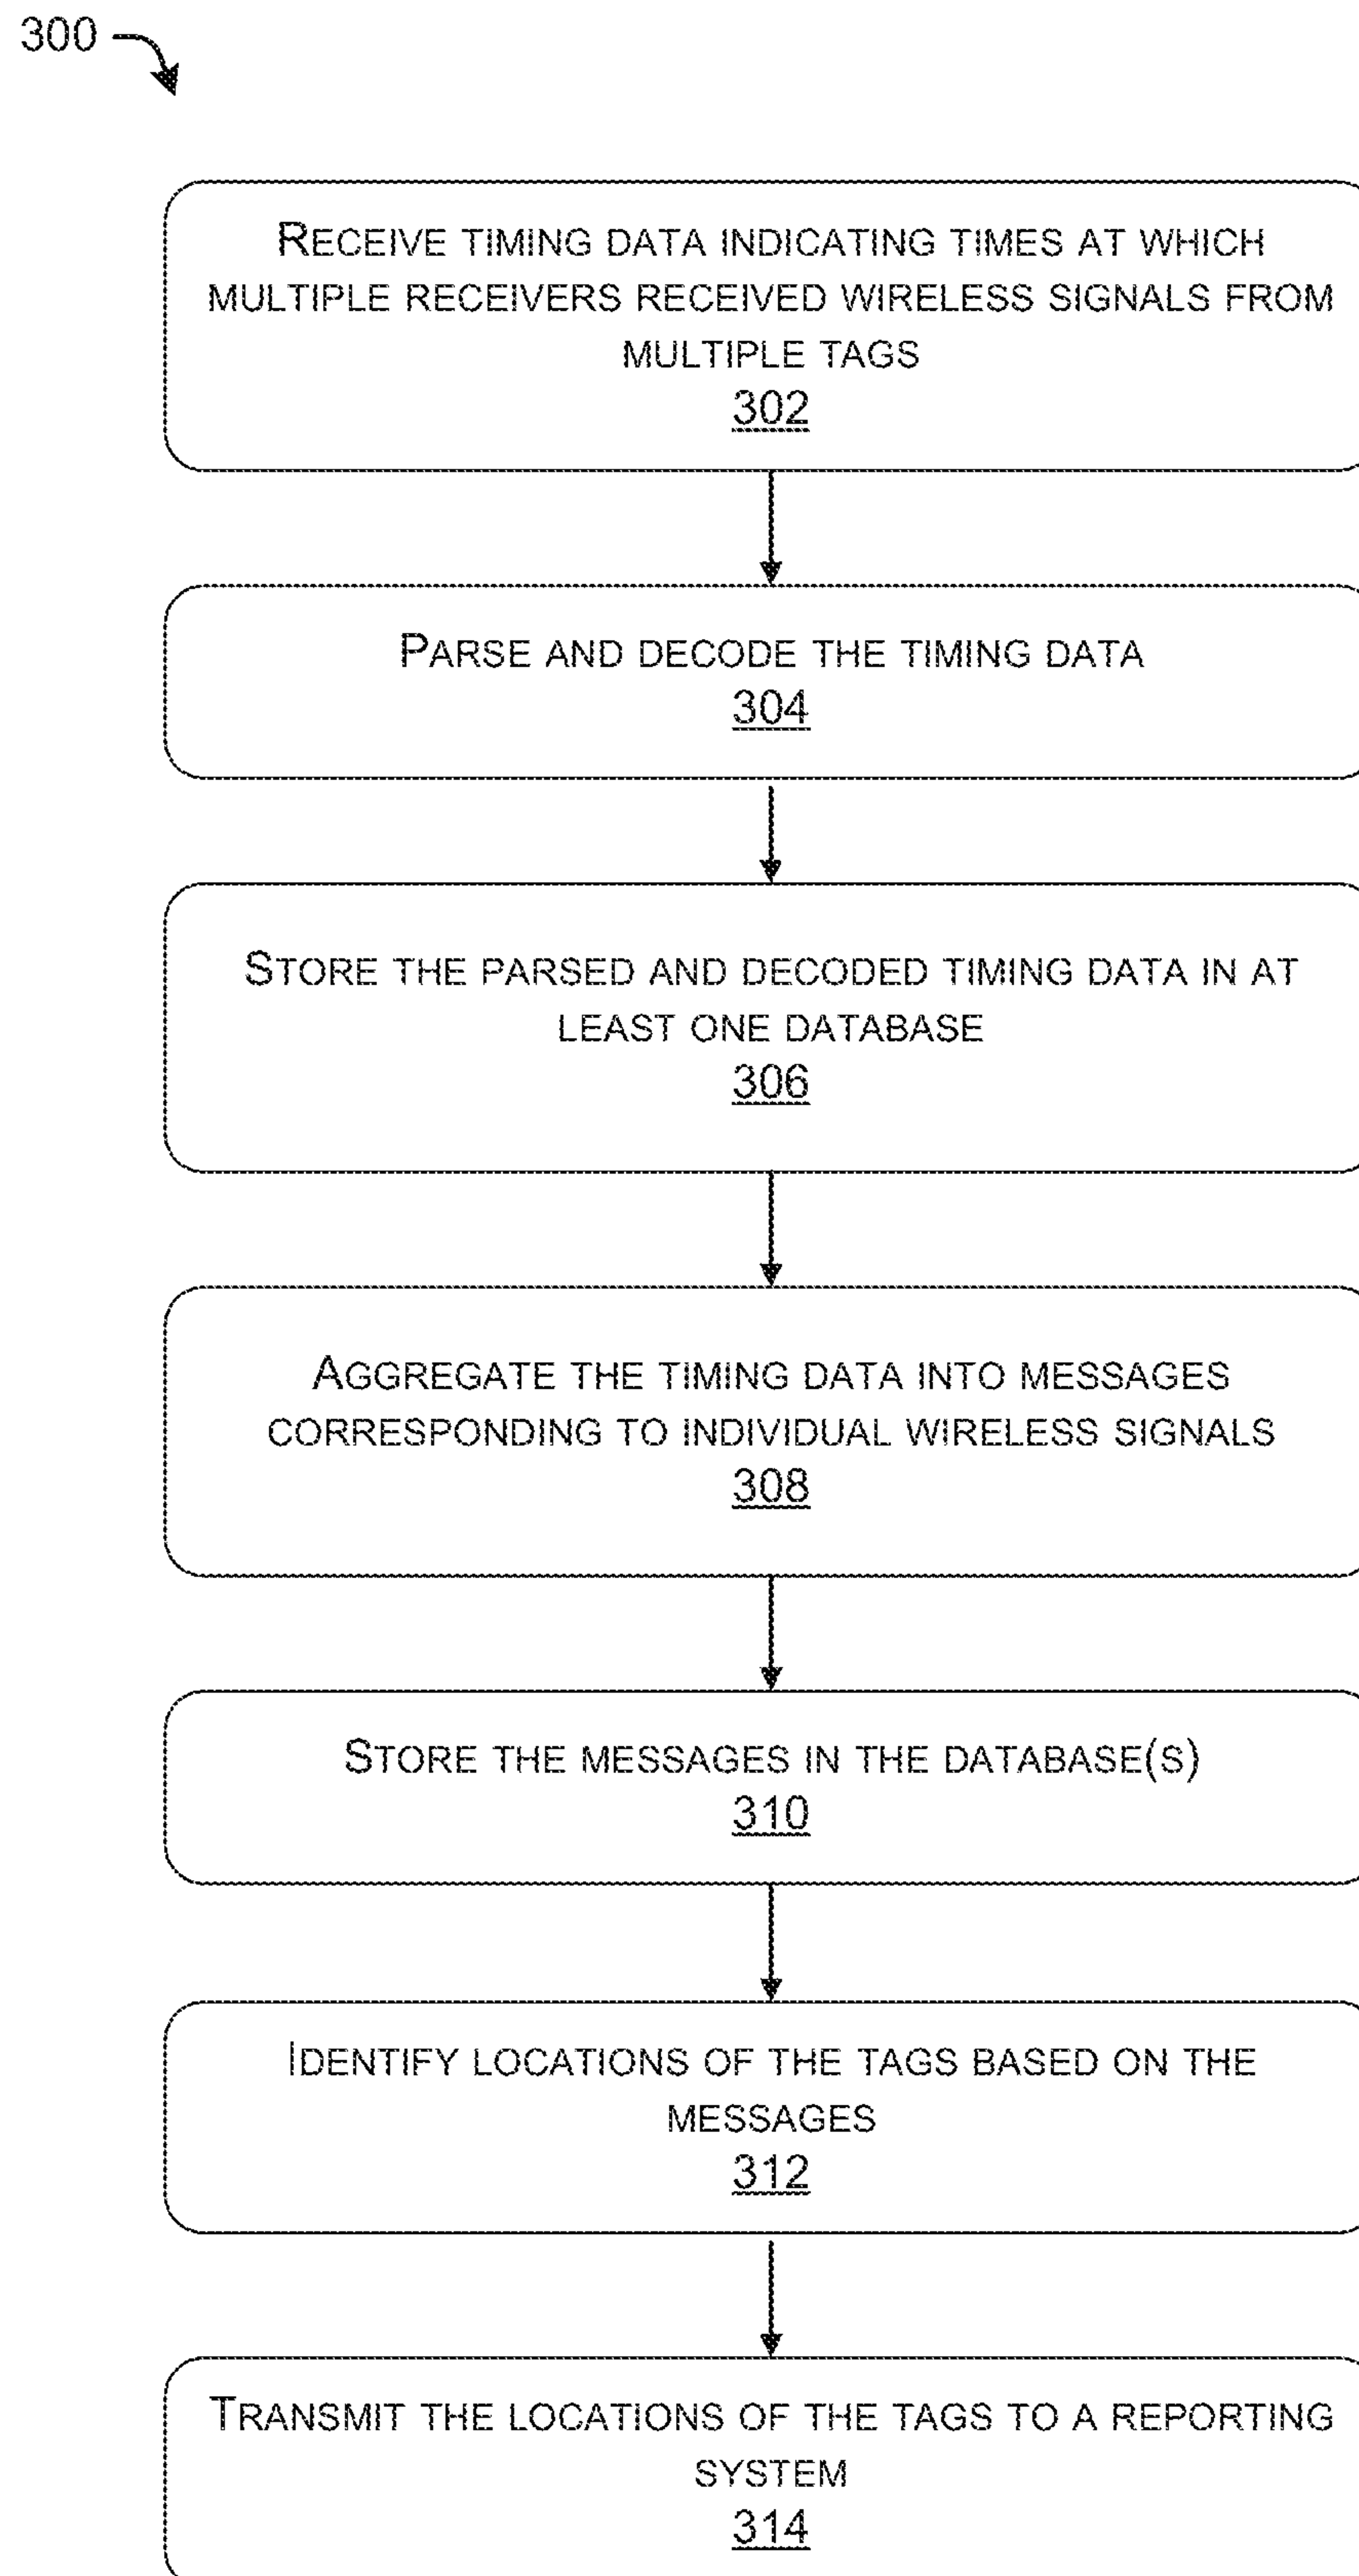 300
RECEIVE TIMING DATA INDICATING TIMES AT WHICH
MULTIPLE RECEIVERS RECEIVED WIRELESS SIGNALS FROM
MULTIPLE TAGS
302
PARSE AND DECODE THE TIMING DATA
304
STORE THE PARSED AND DECODED TIMING DATA IN AT
LEAST ONE DATABASE
306
AGGREGATE THE TIMING DATA INTO MESSAGES
CORRESPONDING TO INDIVIDUAL WIRELESS SIGNALS
308
STORE THE MESSAGES IN THE DATABASE(S)
310
IDENTIFY LOCATIONS OF THE TAGS BASED ON THE
MESSAGES
312
TRANSMIT THE LOCATIONS OF THE TAGS TO A REPORTING
SYSTEM
314